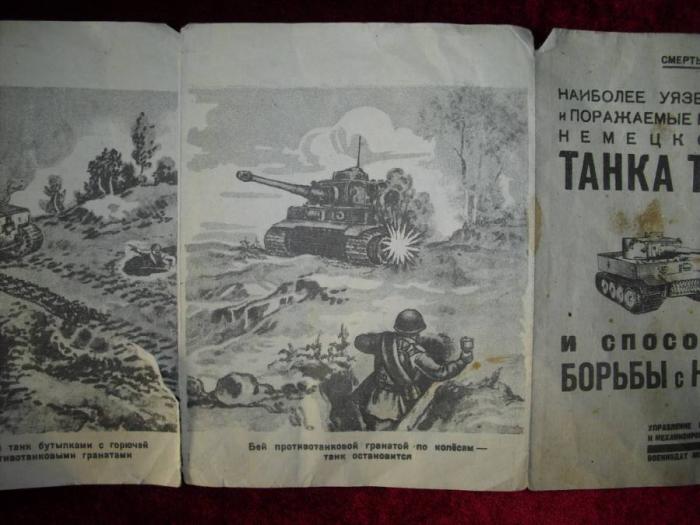 танк бутылками с горючей
гранатами
Бей противотанковой гранатой по колёсам —
танк остановится
СМЕРТЬ
НАИБОЛЕЕ УЯЗВ
И ПОРАЖАЕМЫЕ
НЕМЕЦК
ТАНКА Т
И СПОСО
БОРЬБЫ С Н
УПРАВЛЕНИЕ
И МЕХАНИЗИРО
ВОЕНИЗДАТ